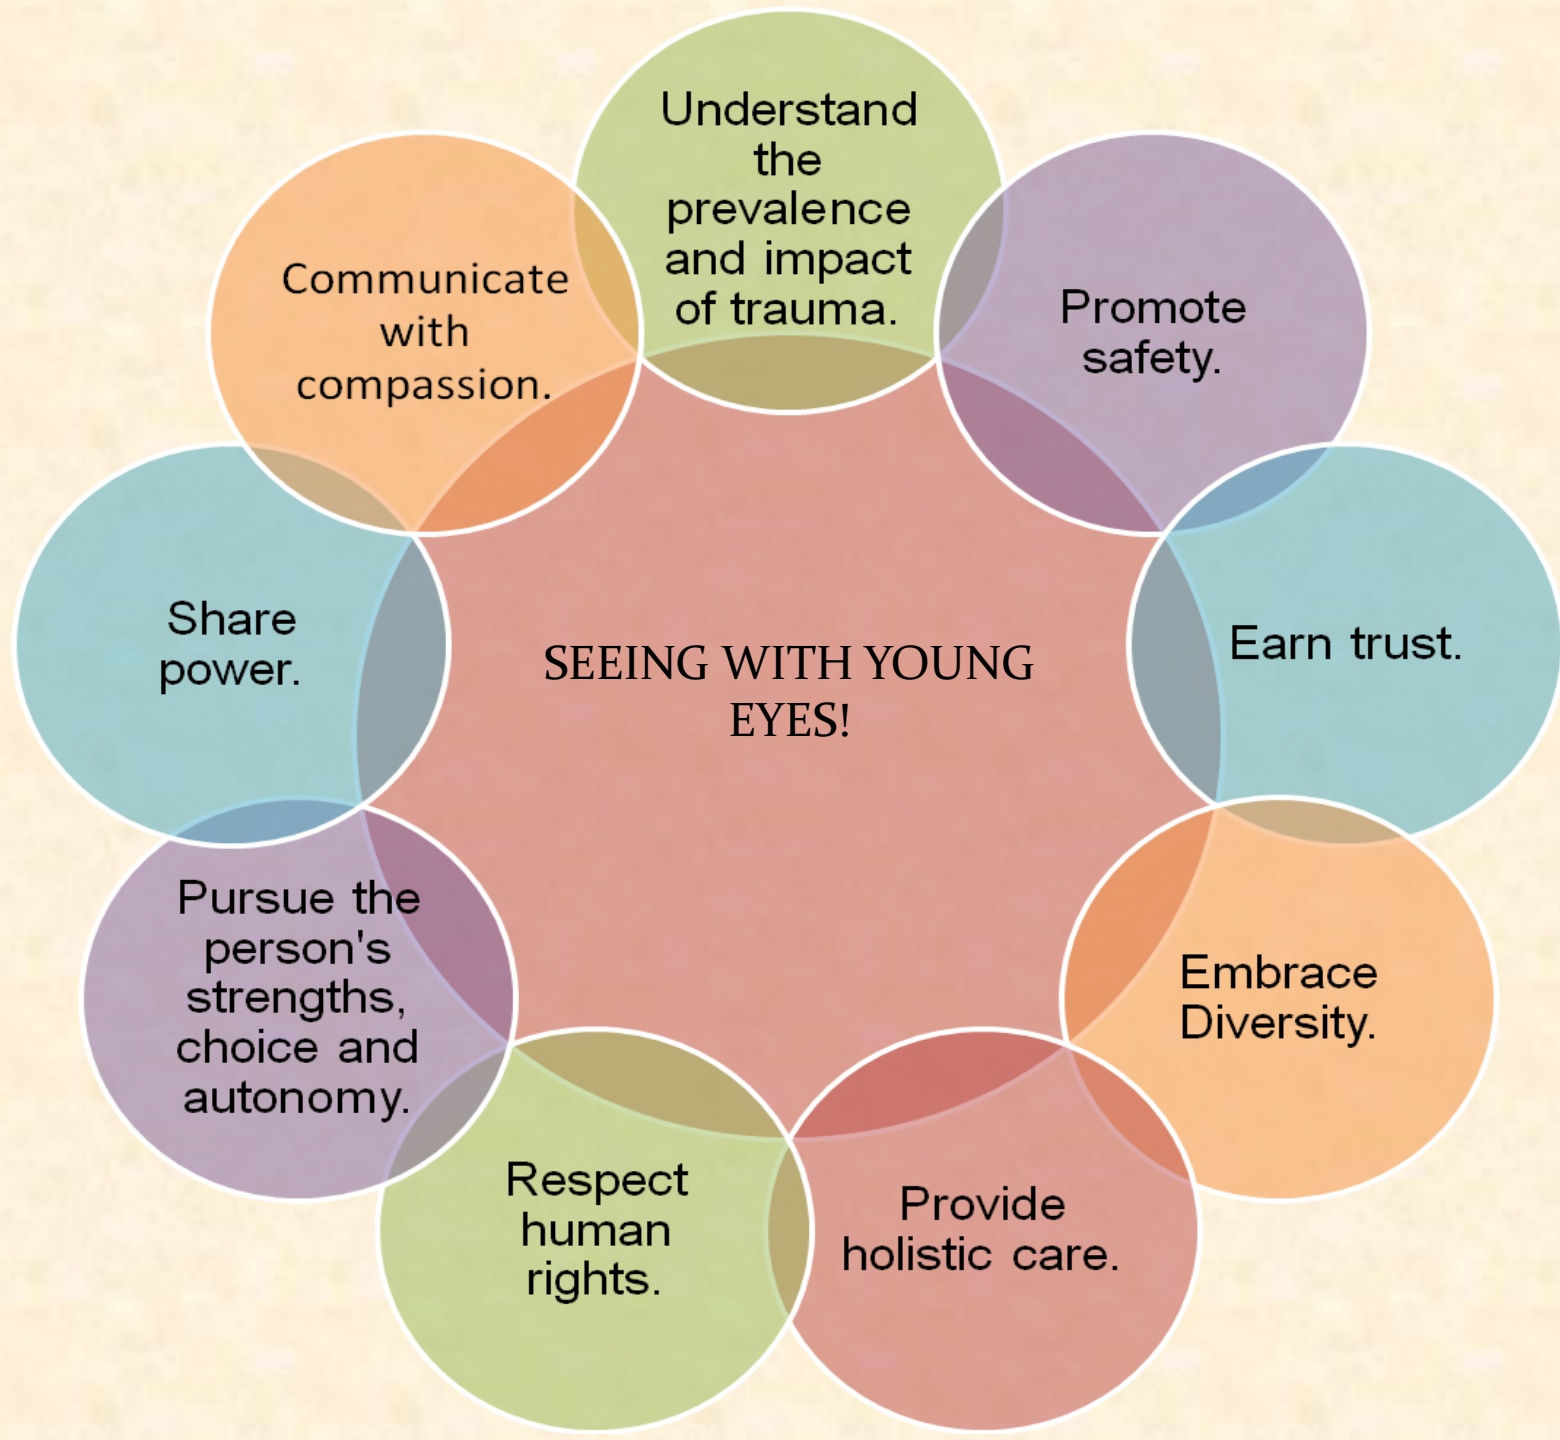 Understand
the
prevalence
and impact
of trauma.
Promote
safety.
Earn trust.
Embrace
Diversity.
Provide
holistic care.
Respect
human
rights.
Pursue the
person's
strengths,
choice and
autonomy.
Share
power.
Communicate
with
compassion.
SEEING WITH YOUNG
EYES!